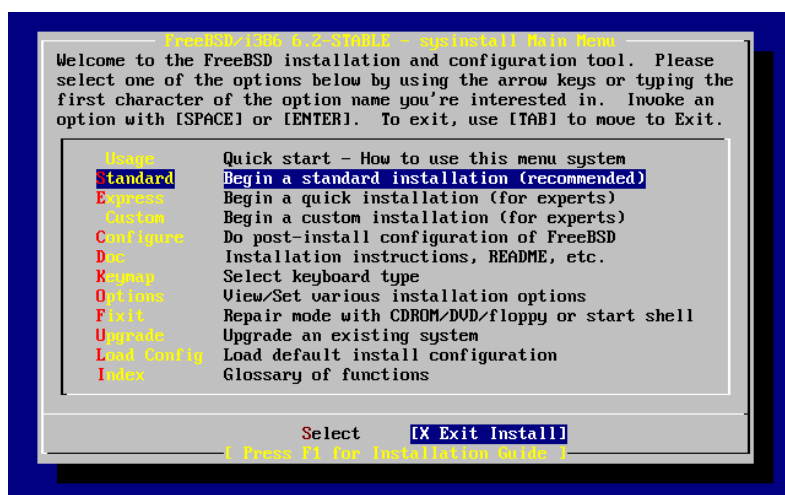 FreeBSD/i386 6.2-STABLE - sysinstall Main Menu
Welcome to the FreeBSD installation and configuration tool.  Please
select one of the options below by using the arrow keys or typing the
first character of the option name you're interested in.  Invoke an
option with [SPACE] or [ENTER].  To exit, use [TAB] to move to Exit.
Usage Quick start - How to use this menu system
Standard Begin a standard installation (recommended)
Express Begin a quick installation (for experts)
Custom Begin a custom installation (for experts)
Configure Do post-install configuration of FreeBSD
Doc Installation instructions, README, etc.
Keymap Select keyboard type
Options View/Set various installation options
Fixit Repair mode with CDROM/DVD/floppy or start shell
Upgrade Upgrade an existing system
Load Config Load default install configuration
Index Glossary of functions
Select [X Exit Install]
[ Press F1 for Installation Guide ]